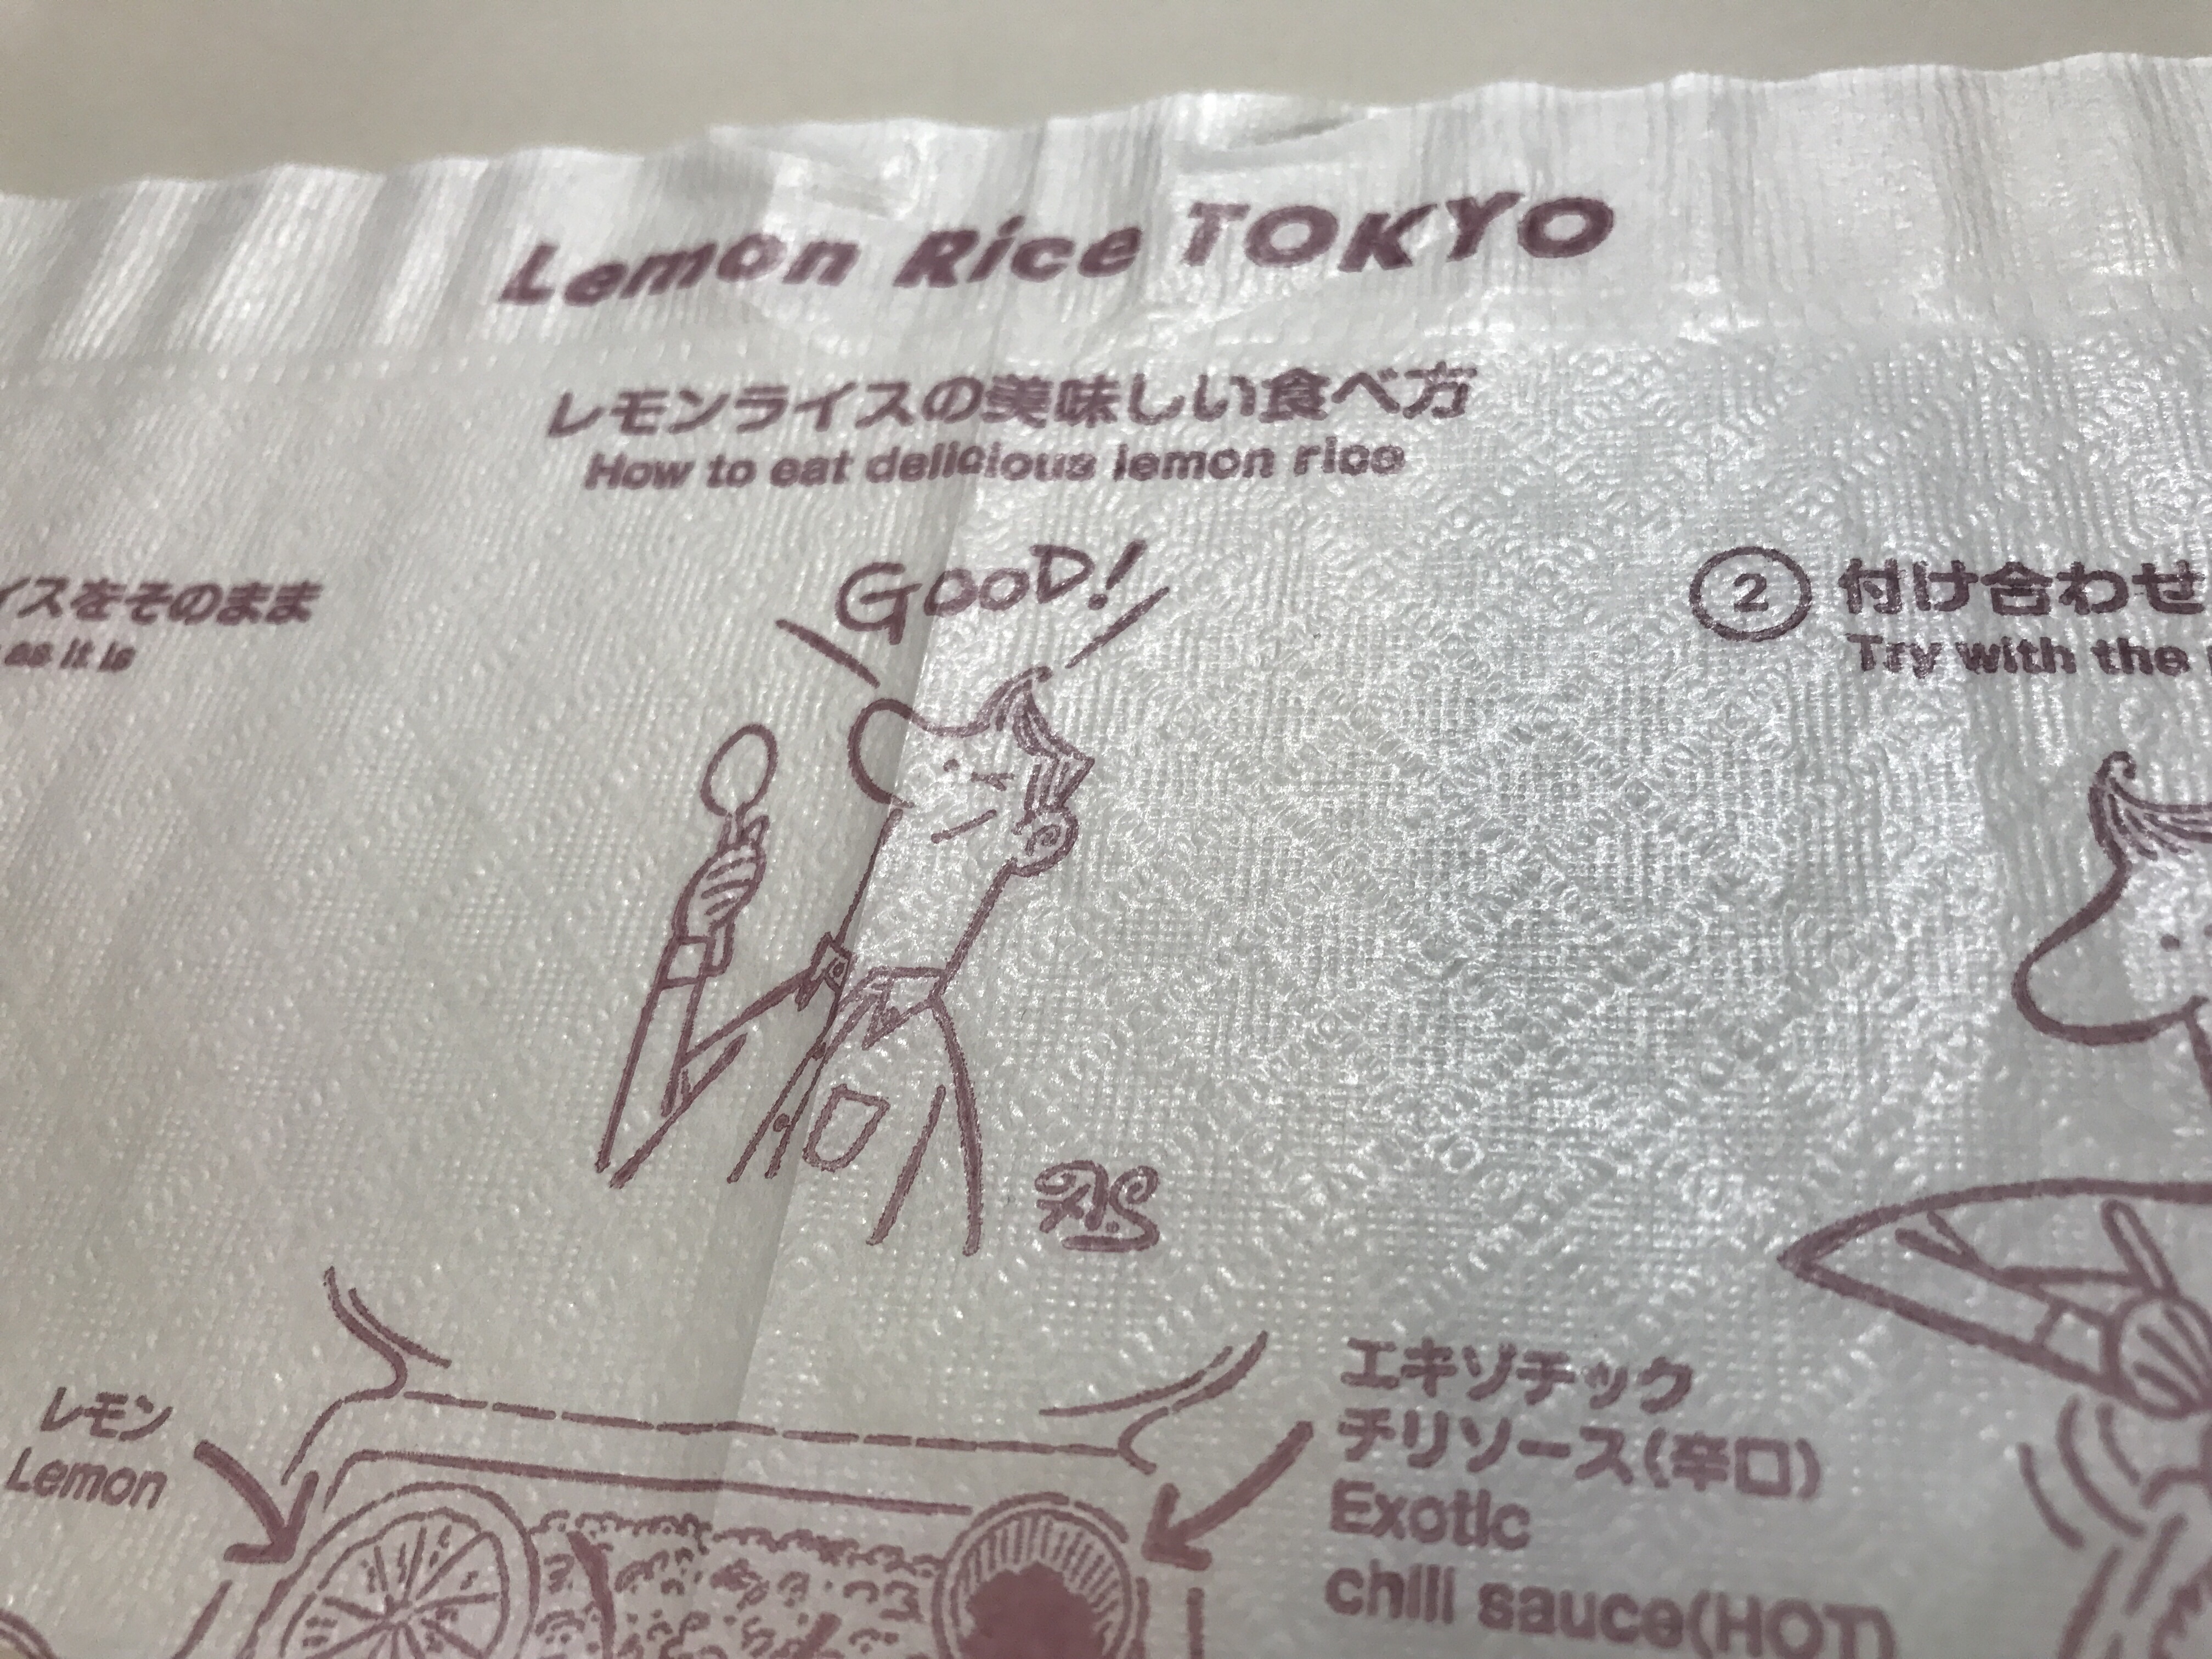 Lemon Rice TOKYO
レモンライスの美味しい食べ方
How to eat delicious lemon rice
イスをそのまま
as it is
GOOD!
② 付け合わせ
Try with the
レモン
Lemon
エキゾチック
チリソース(辛口)
Exotic
chili sauce(HOT)